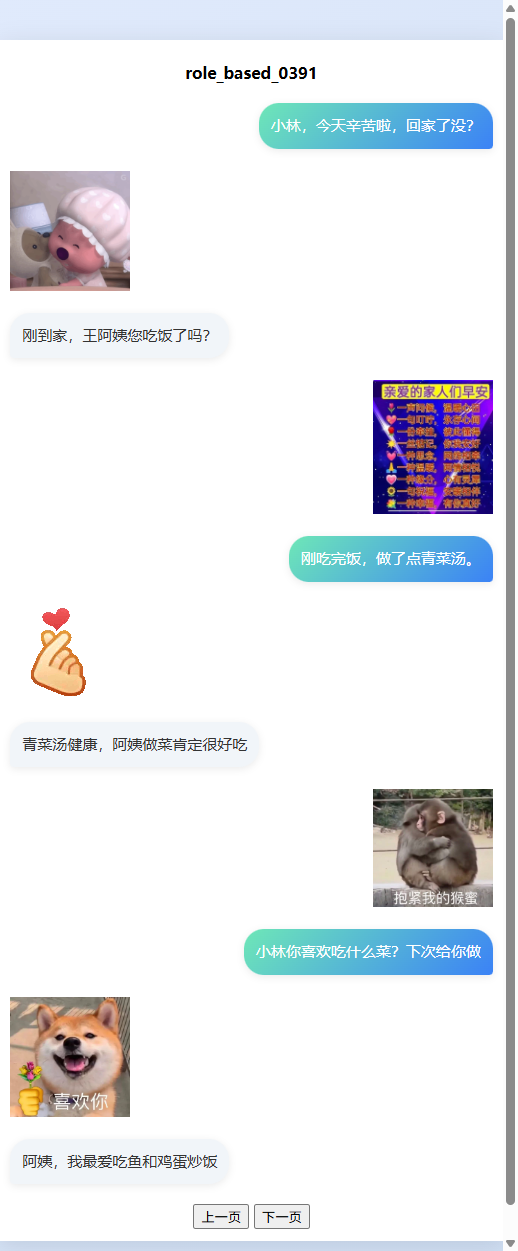 role_based_0391
小林，今天辛苦啦，回家了没？
刚到家，王阿姨您吃饭了吗？
亲爱的家人们早安
刚吃完饭，做了点青菜汤。
青菜汤健康，阿姨做菜肯定很好吃
抱紧我的猴蜜
小林你喜欢吃什么菜？下次给你做
喜欢你
阿姨，我最爱吃鱼和鸡蛋炒饭
上一页
下一页